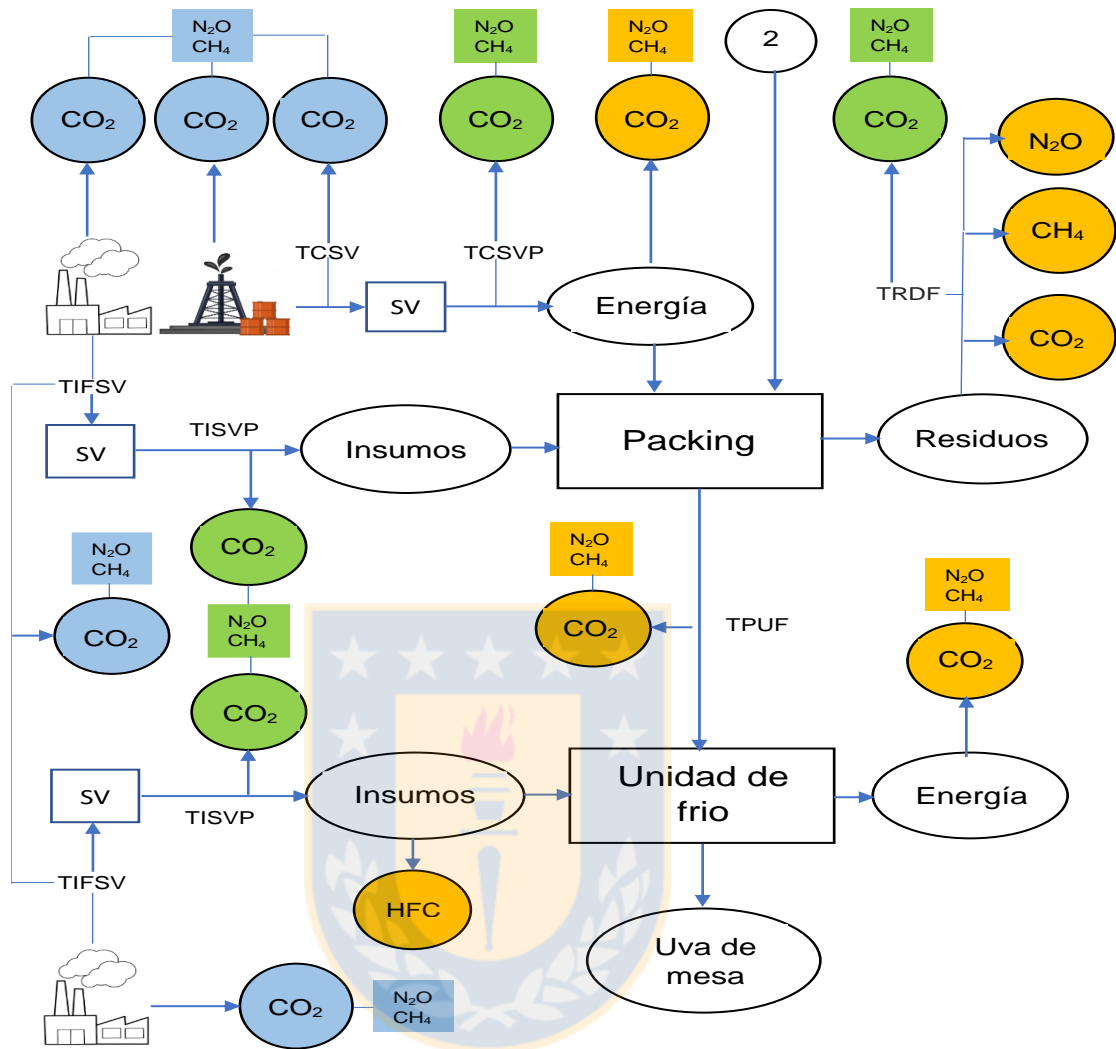 N₂O
CH₄
N₂O
CH₄
N₂O
CH₄
2
N₂O
CH₄
CO₂
CO₂
CO₂
CO₂
CO₂
CO₂
N₂O
CH₄
TCSV
TCSVP
TRDF
SV
Energía
CO₂
TIFSV
SV
TISVP
Insumos
Packing
Residuos
N₂O
CH₄
CO₂
N₂O
CH₄
N₂O
CH₄
CO₂
N₂O
CH₄
CO₂
TPUF
N₂O
CH₄
CO₂
CO₂
SV
TISVP
Insumos
Unidad de
frio
Energía
TIFSV
HFC
Uva de
mesa
CO₂
N₂O
CH₄